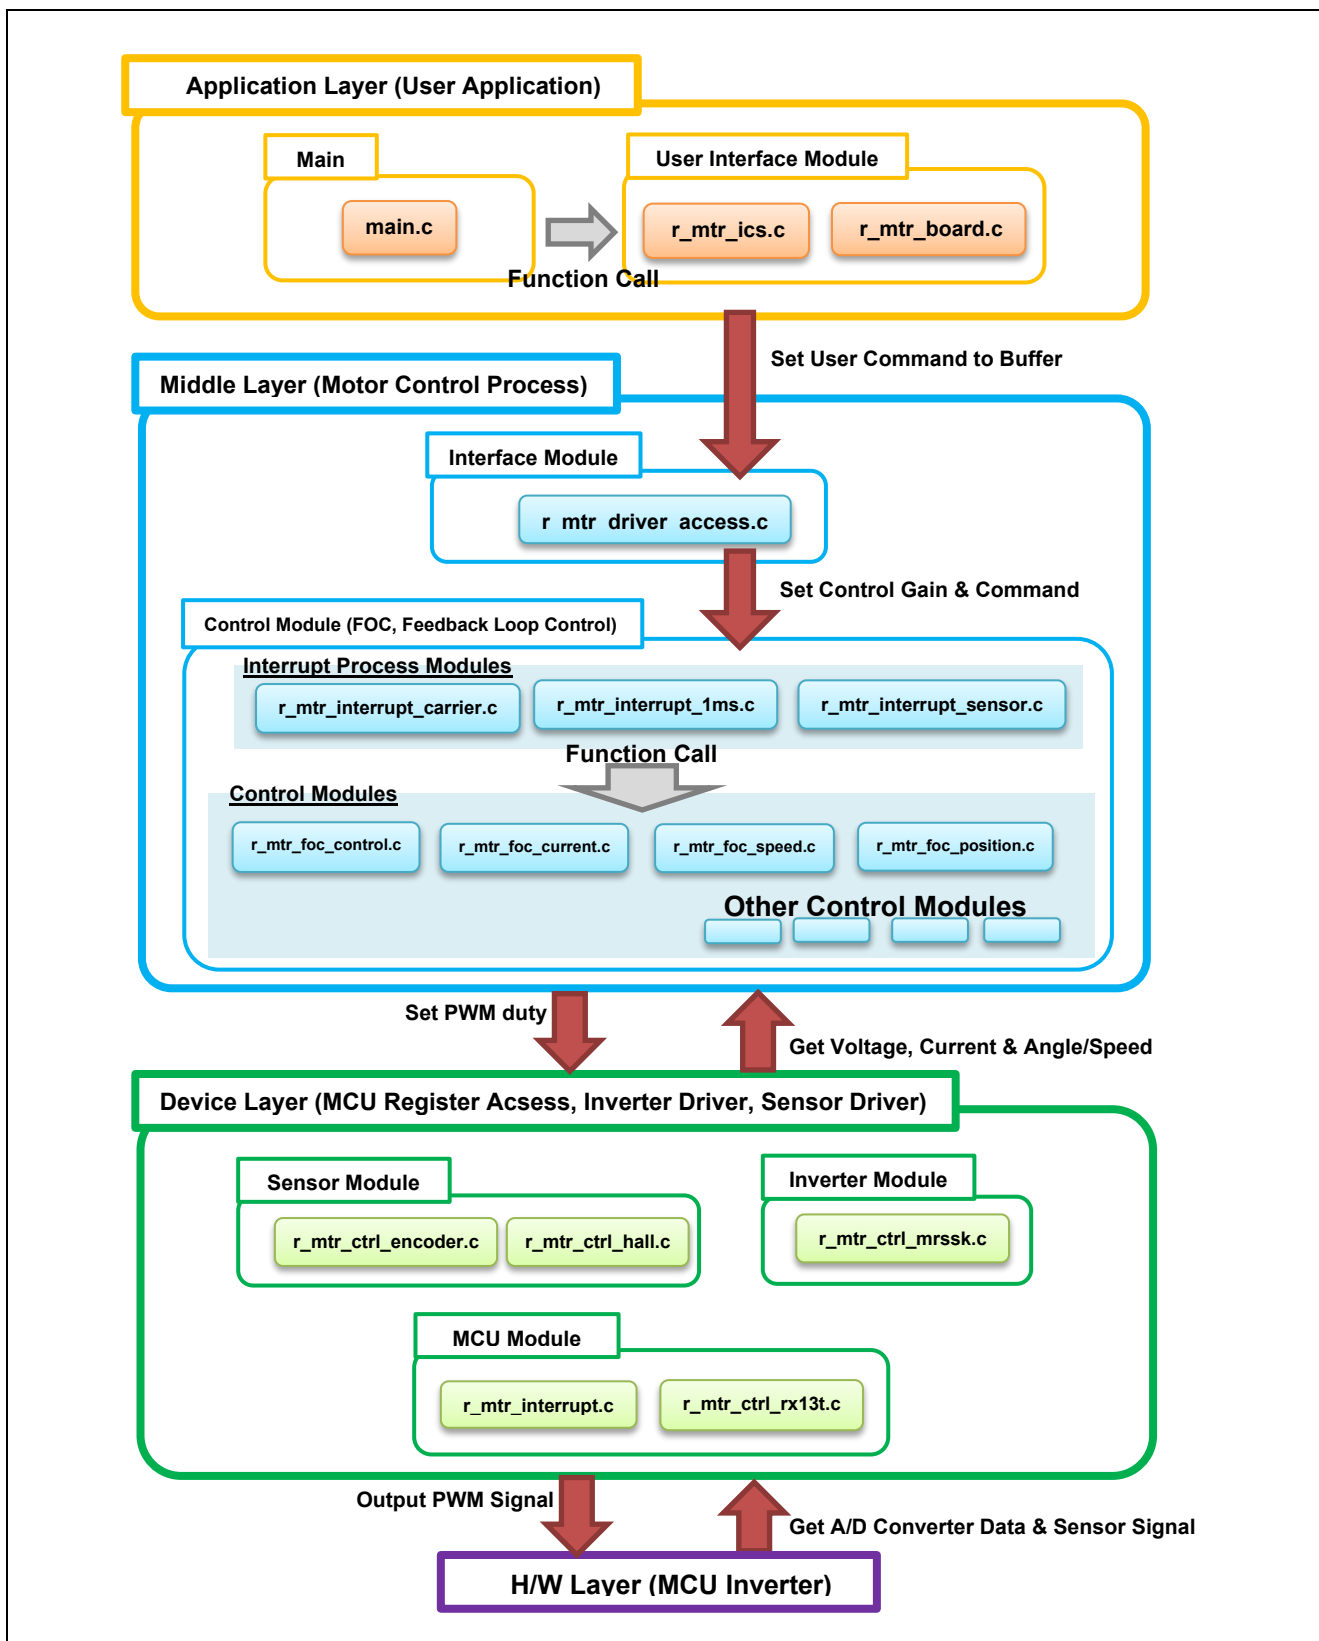 Application Layer (User Application)
Main
User Interface Module
main.c
r_mtr_ics.c
r_mtr_board.c
Function Call
Set User Command to Buffer
Middle Layer (Motor Control Process)
Interface Module
r_mtr_driver_access.c
Set Control Gain & Command
Control Module (FOC, Feedback Loop Control)
Interrupt Process Modules
r_mtr_interrupt_carrier.c
r_mtr_interrupt_1ms.c
r_mtr_interrupt_sensor.c
Function Call
Control Modules
r_mtr_foc_control.c
r_mtr_foc_current.c
r_mtr_foc_speed.c
r_mtr_foc_position.c
Other Control Modules
Set PWM duty
Get Voltage, Current & Angle/Speed
Device Layer (MCU Register Acsess, Inverter Driver, Sensor Driver)
Sensor Module
Inverter Module
r_mtr_ctrl_encoder.c
r_mtr_ctrl_hall.c
r_mtr_ctrl_mrssk.c
MCU Module
r_mtr_interrupt.c
r_mtr_ctrl_rx13t.c
Output PWM Signal
Get A/D Converter Data & Sensor Signal
H/W Layer (MCU Inverter)